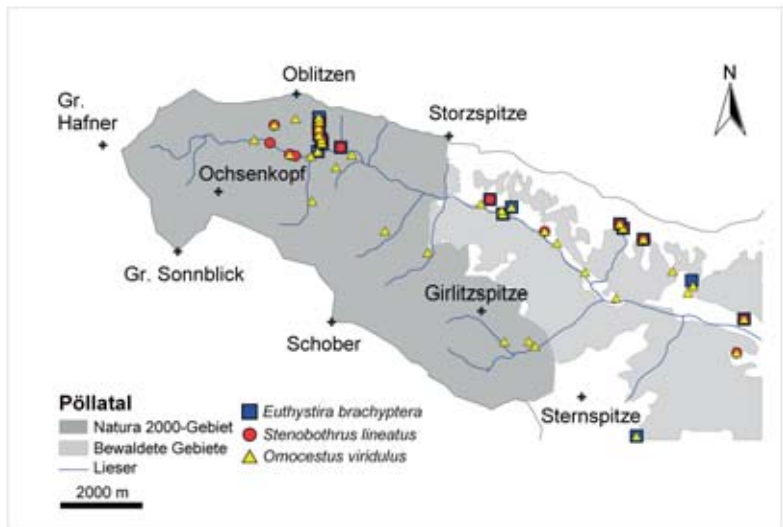 N
Oblitzen
Gr.
Hafner
Storzspitze
Ochsenkopf
Gr. Sonnblick
Girlitzspitze
Schober
Sternspitze
Pöllatal
Natura 2000-Gebiet
Bewaldete Gebiete
Lieser
2000 m
Euthystira brachyptera
Stenobothrus lineatus
Omocestus viridulus